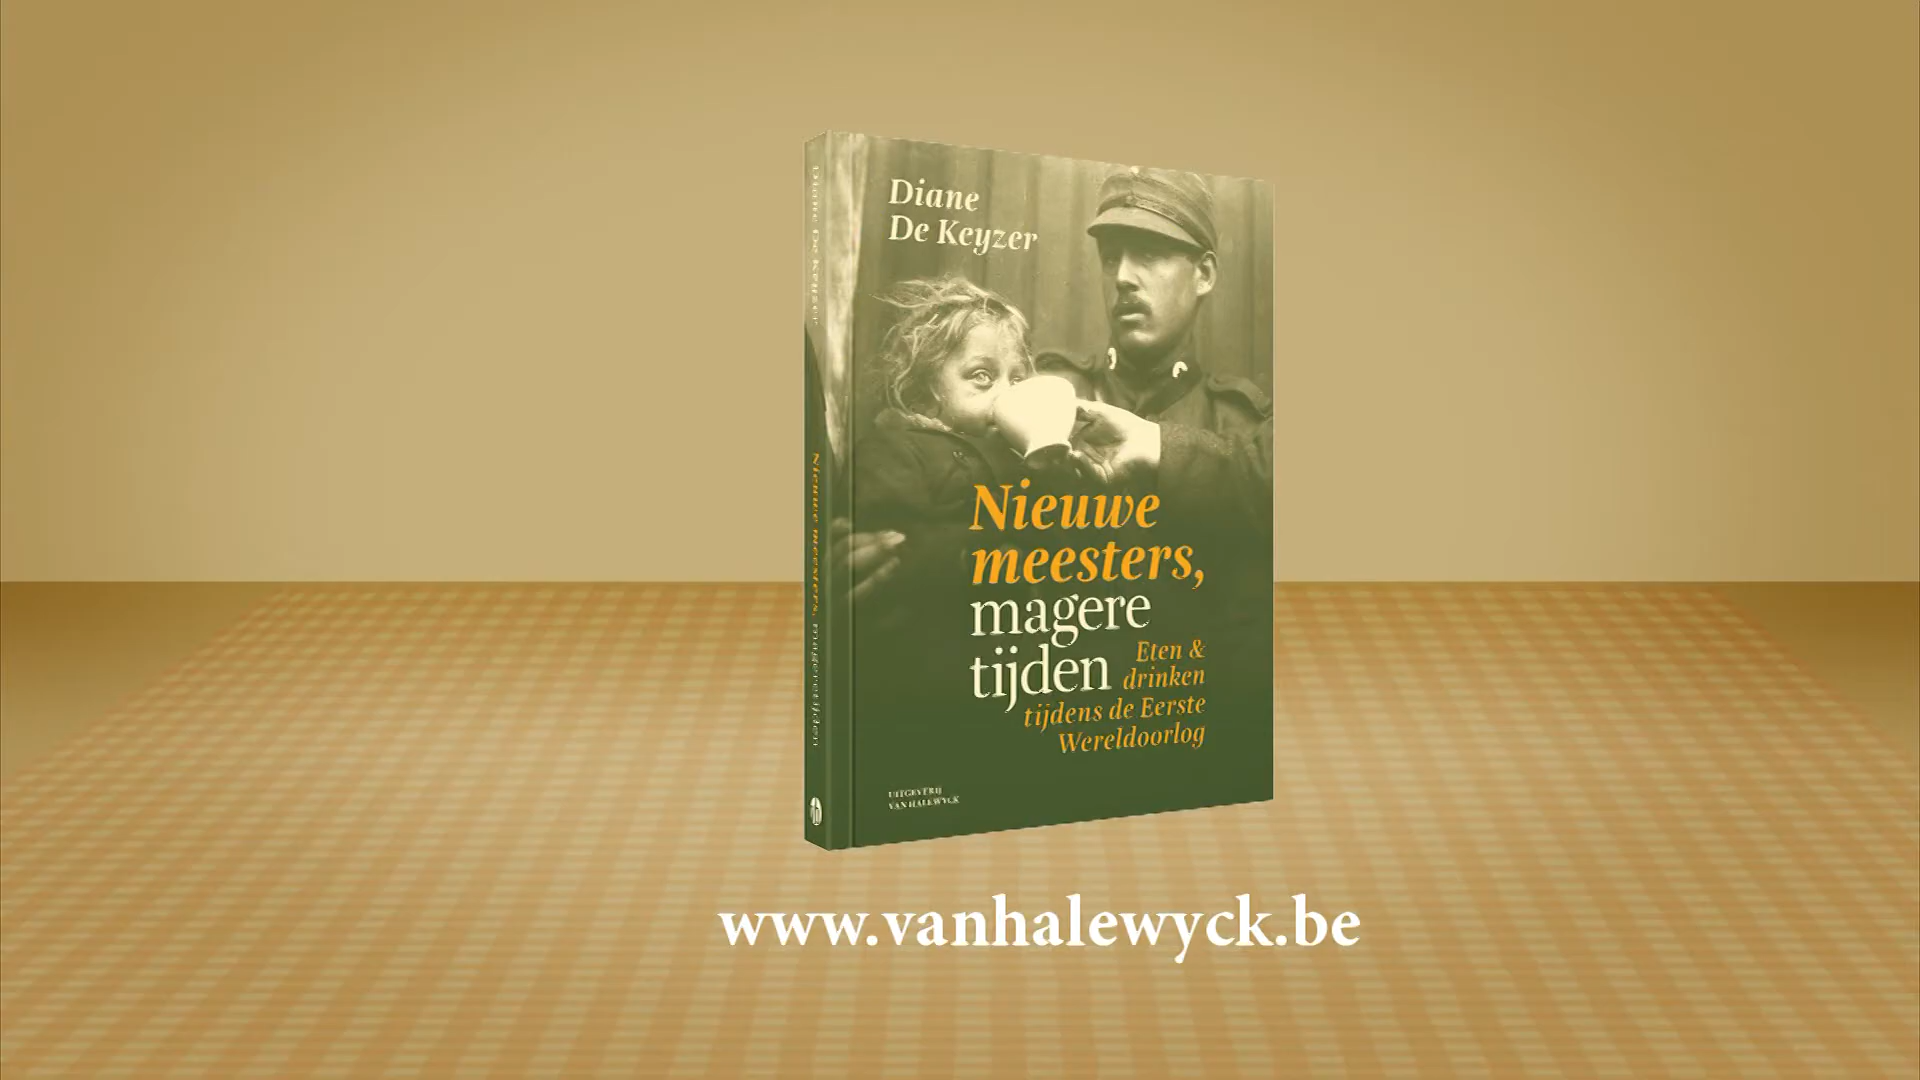 Diane
De Keyzer
Nieuwe
meesters,
magere
tijden
Eten &
drinken
tijdens de Eerste
Wereldoorlog
UITGEVERIJ
VAN HALEWYCK
Diane De Keyzer
Nieuwe meesters, magere tijden
www.vanhalewyck.be